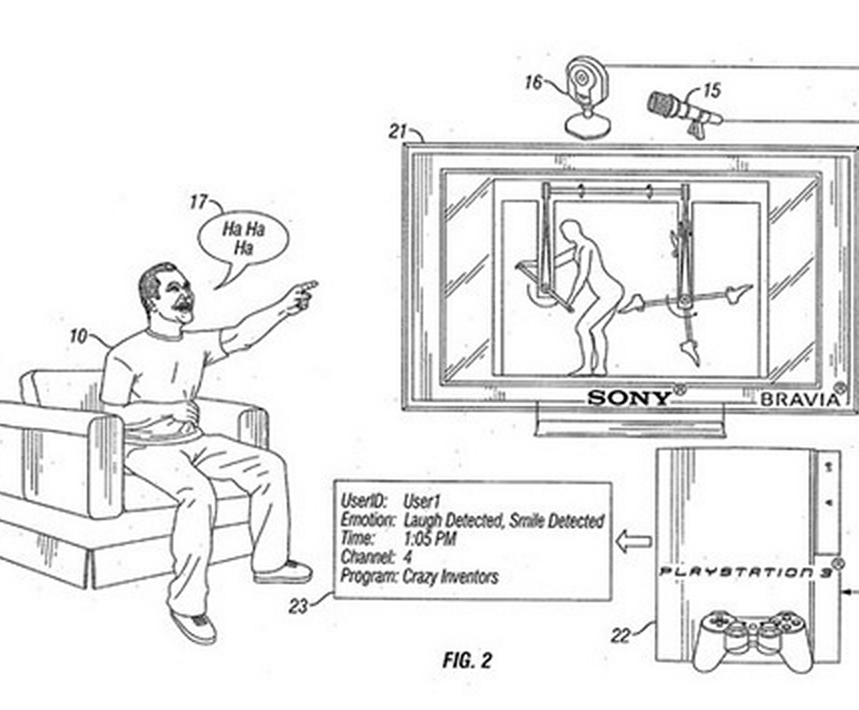 16
15
21
17
Ha Ha
Ha
10
SONY®
BRAVIA®
UserID: User1
Emotion: Laugh Detected, Smile Detected
Time: 1:05 PM
Channel: 4
Program: Crazy Inventors
23
PLAYSTATION 3®
22
FIG. 2